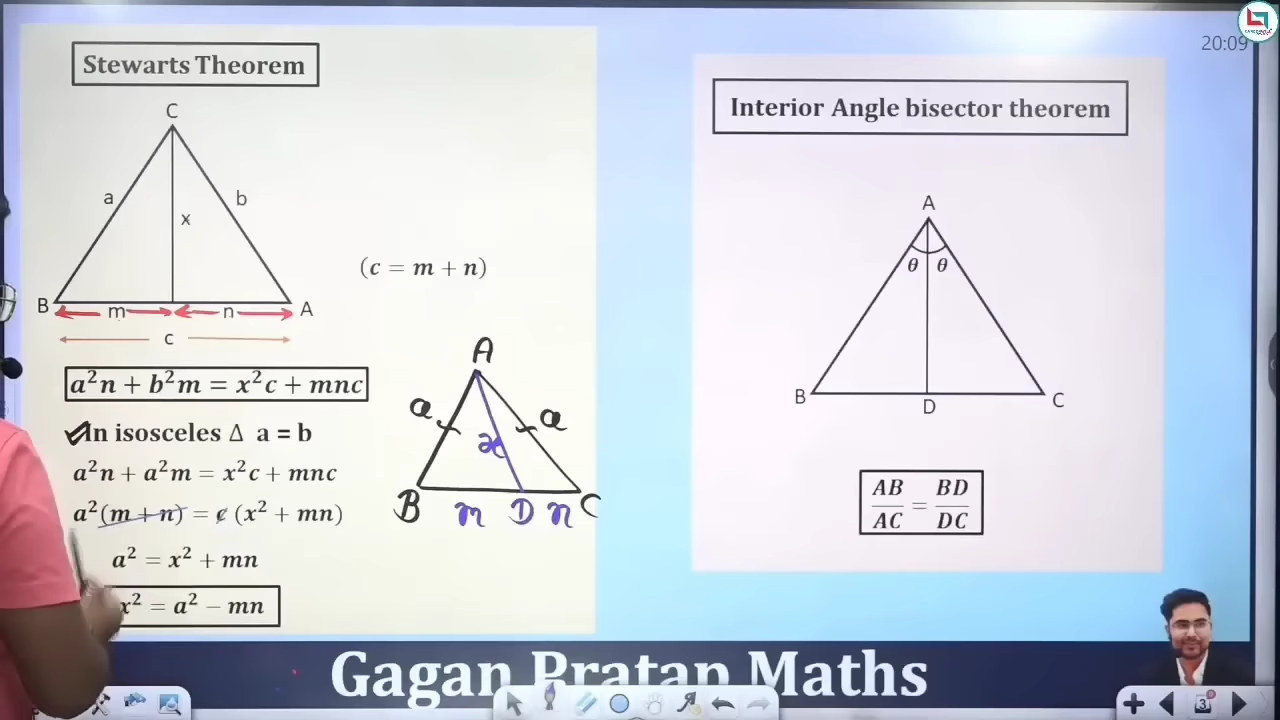 20:09
Stewarts Theorem
C
a
b
x
B
m
n
A
c
(c = m + n)
a²n + b²m = x²c + mnc
In isosceles Δ a = b
a²n + a²m = x²c + mnc
a²(m + n) = c (x² + mn)
a² = x² + mn
x² = a² − mn
A
a
a
x
B
m
D
n
C
Interior Angle bisector theorem
A
θ θ
B
D
C
AB/AC = BD/DC
Gagan Pratap Maths
3